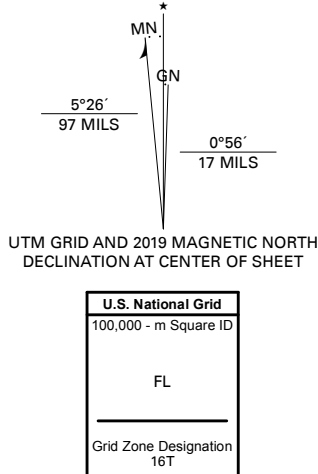 ★
MN
GN
5°26´
97 MILS
0°56´
17 MILS
UTM GRID AND 2019 MAGNETIC NORTH
DECLINATION AT CENTER OF SHEET
U.S. National Grid
100,000 - m Square ID
FL
Grid Zone Designation
16T